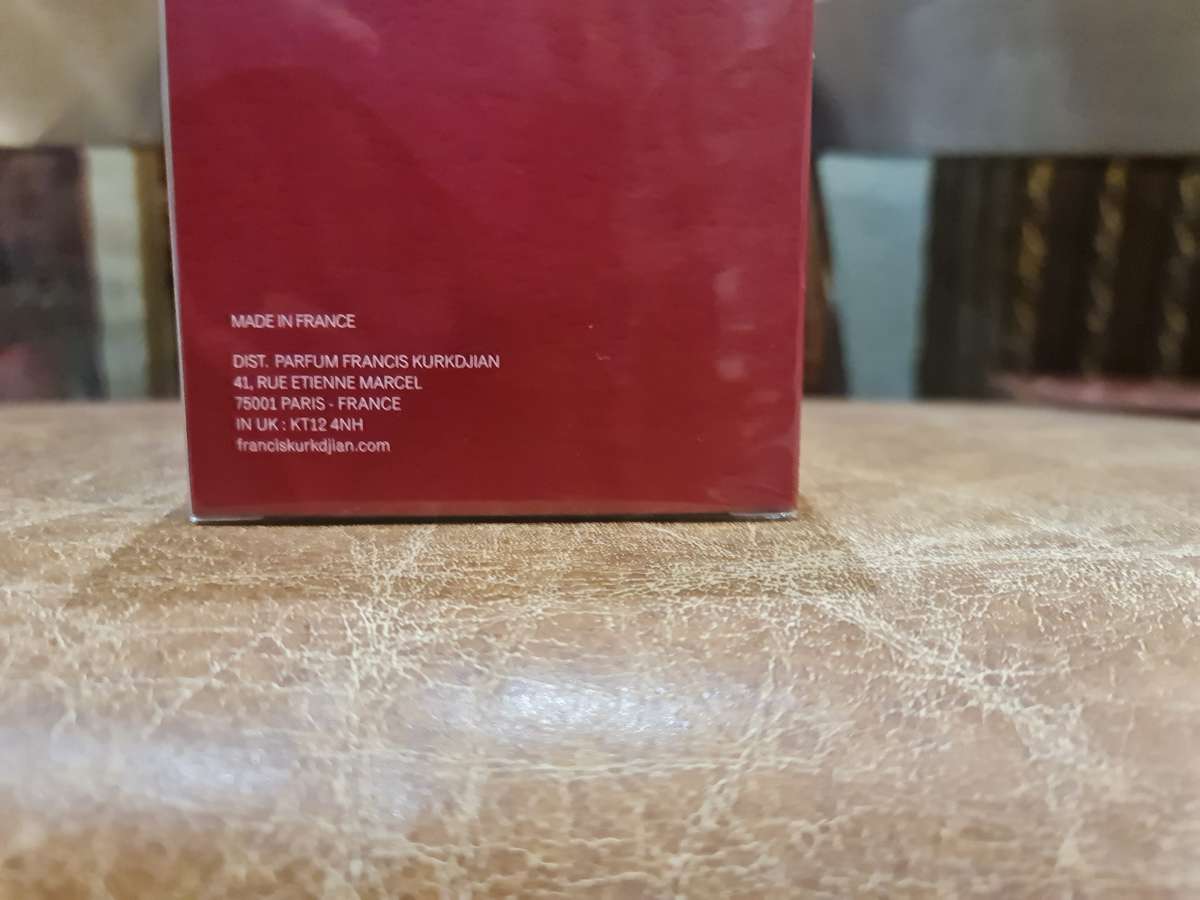 MADE IN FRANCE
DIST. PARFUM FRANCIS KURKDJIAN
41, RUE ETIENNE MARCEL
75001 PARIS - FRANCE
IN UK : KT12 4NH
franciskurkdjian.com